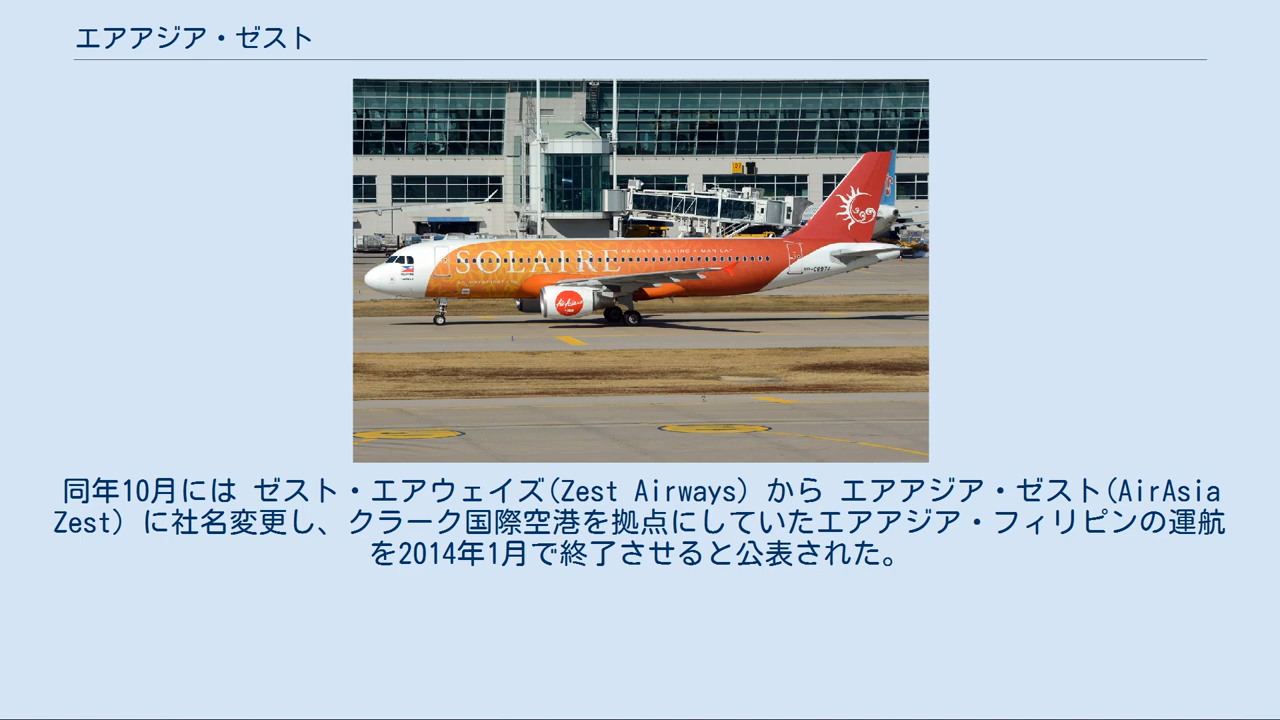 エアアジア・ゼスト
SOLAIRE
RESORT & CASINO • MANILA
AirAsia
同年10月には ゼスト・エアウェイズ(Zest Airways) から エアアジア・ゼスト(AirAsia
Zest) に社名変更し、クラーク国際空港を拠点にしていたエアアジア・フィリピンの運航
を2014年1月で終了させると公表された。